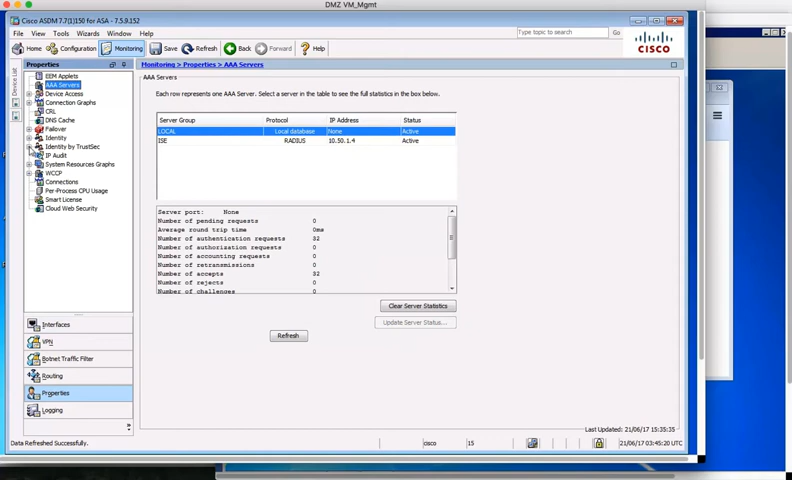 DMZ VM_Mgmt
Cisco ASDM 7.7(1)150 for ASA - 7.5.9.152
File View Tools Wizards Window Help
Type to search
Go
Home Configuration Monitoring Save Refresh Back Forward Help
CISCO
Device List
Properties
Monitoring > Properties > AAA Servers
EEM Applets
AAA Servers
Device Access
Connection Graphs
CRL
DNS Cache
Failover
Identity
Identity by TrustSec
IP Audit
System Resources Graphs
WCCP
Connections
Per-Process CPU Usage
Smart License
Cloud Web Security
Interfaces
VPN
Botnet Traffic Filter
Routing
Properties
Logging
AAA Servers
Each row represents one AAA Server. Select a server in the table to see the full statistics in the box below.
Server Group Protocol IP Address Status
LOCAL Local database None Active
ISE RADIUS 10.50.1.4 Active
Server port: None
Number of pending requests 0
Average round trip time 0ms
Number of authentication requests 32
Number of authorization requests 0
Number of accounting requests 0
Number of retransmissions 0
Number of accepts 32
Number of rejects 0
Number of challenges 0
Clear Server Statistics
Update Server Status...
Refresh
Last Updated: 21/06/17 15:35:35
Data Refreshed Successfully.
cisco
15
21/06/17 03:45:20 UTC